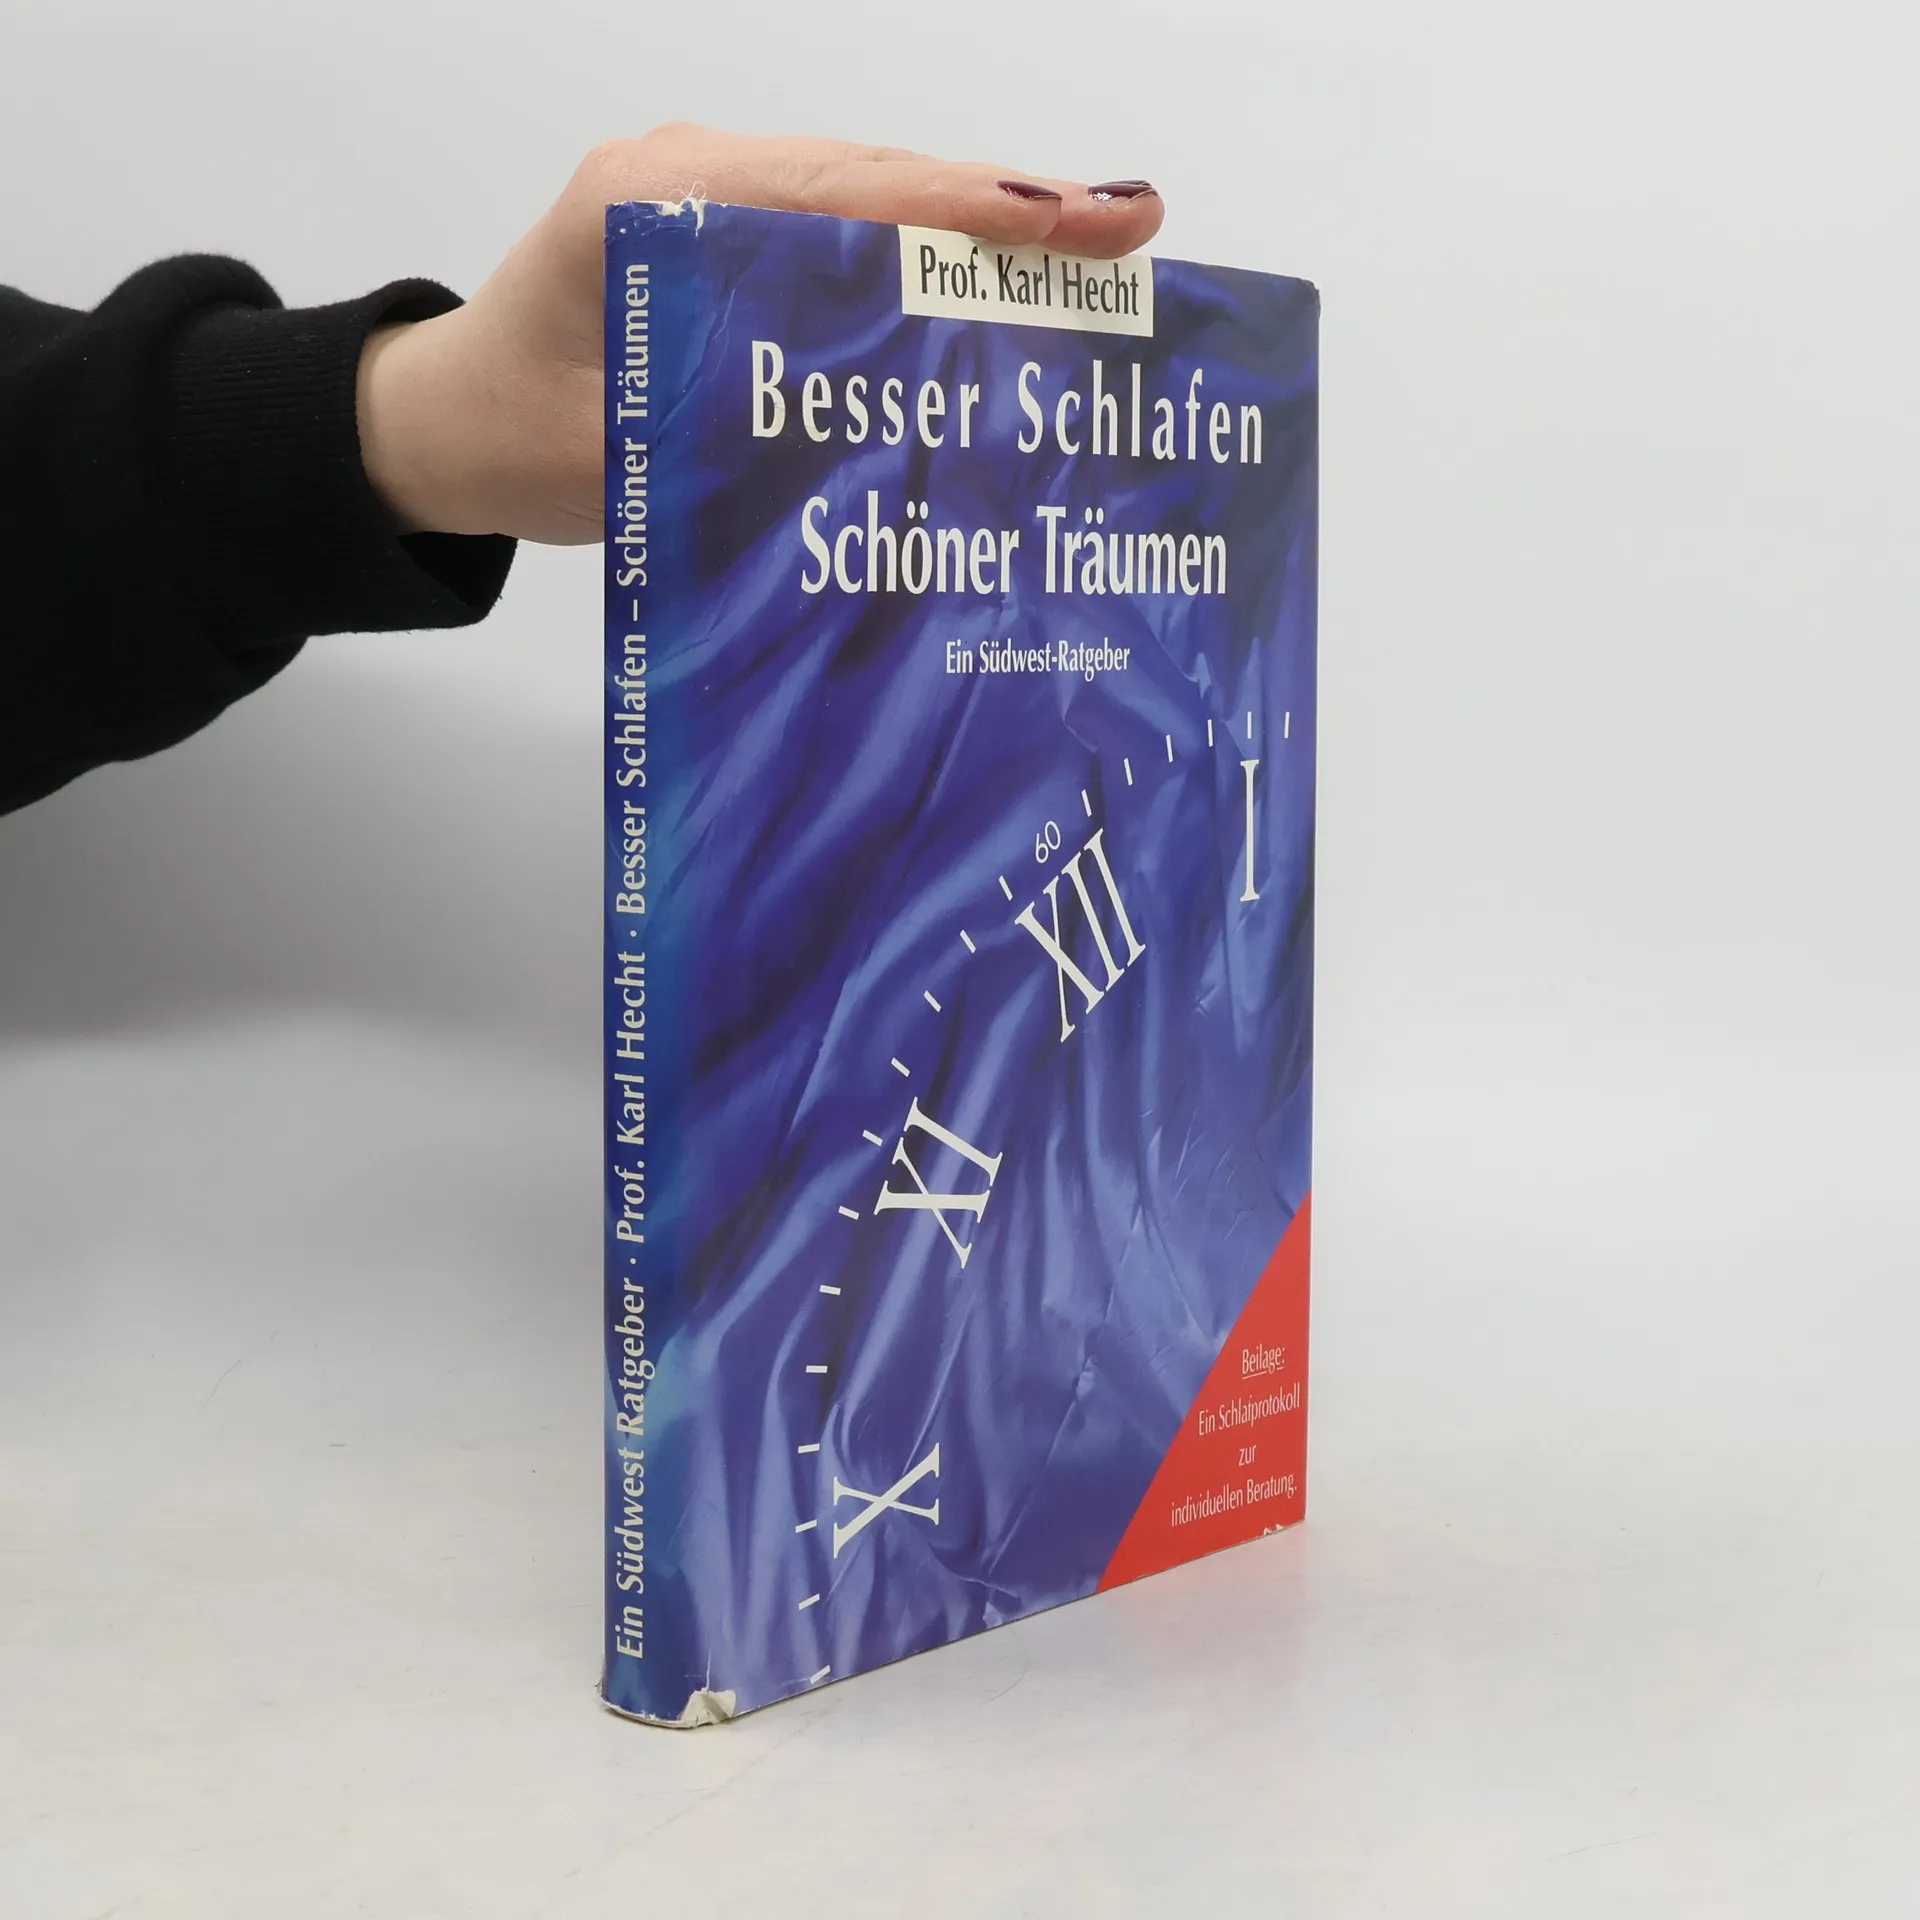 Ein Südwest Ratgeber · Prof. Karl Hecht · Besser Schlafen – Schöner Träumen
Prof. Karl Hecht
Besser Schlafen
Schöner Träumen
Ein Südwest-Ratgeber
I
60
XII
XI
X
Beilage:
Ein Schlafprotokoll
zur
individuellen Beratung.